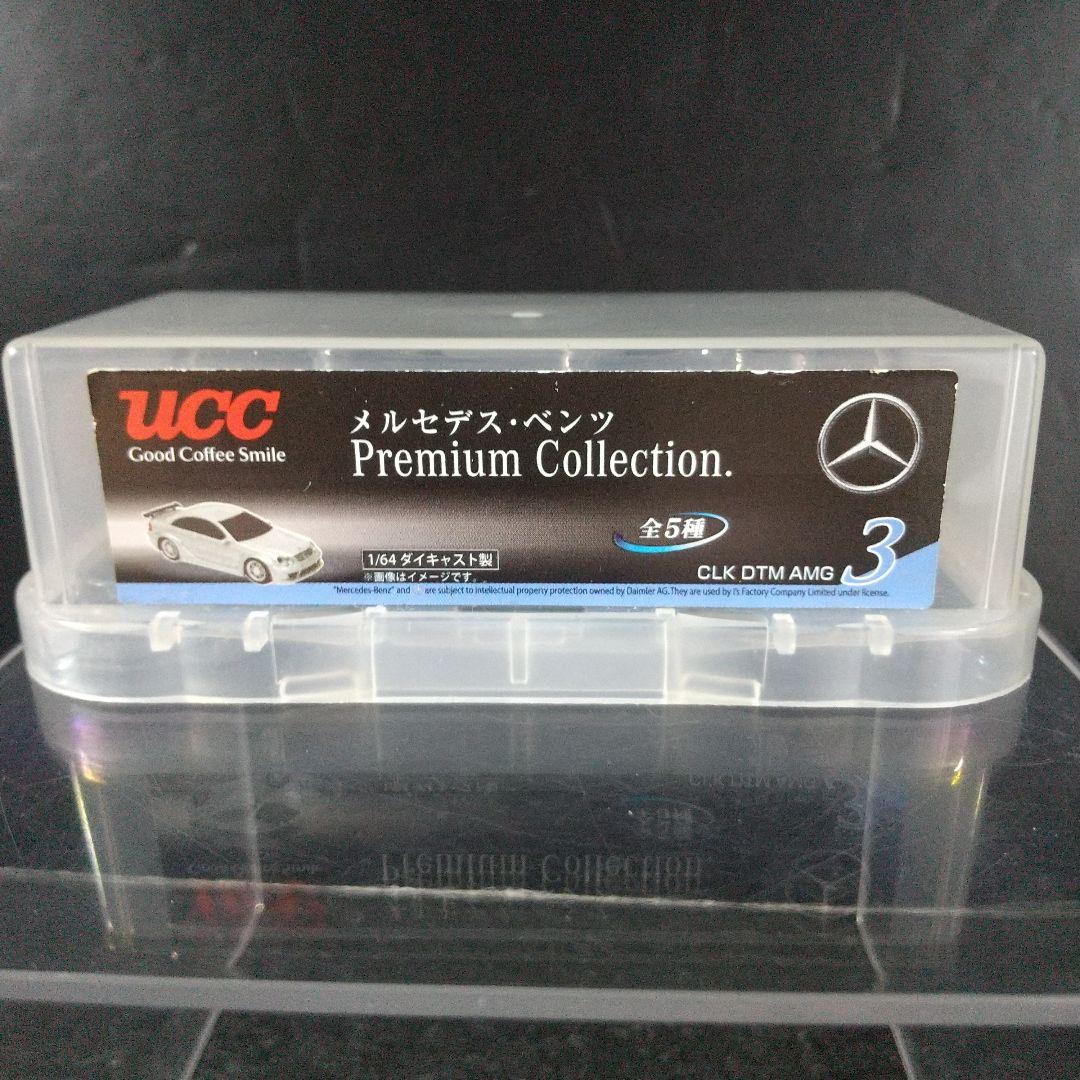 UCC
Good Coffee Smile
メルセデス・ベンツ
Premium Collection.
全5種
1/64 ダイキャスト製
※画像はイメージです。
CLK DTM AMG 3
"Mercedes-Benz" and are subject to intellectual property protection owned by Daimler AG. They are used by I's Factory Company Limited under license.